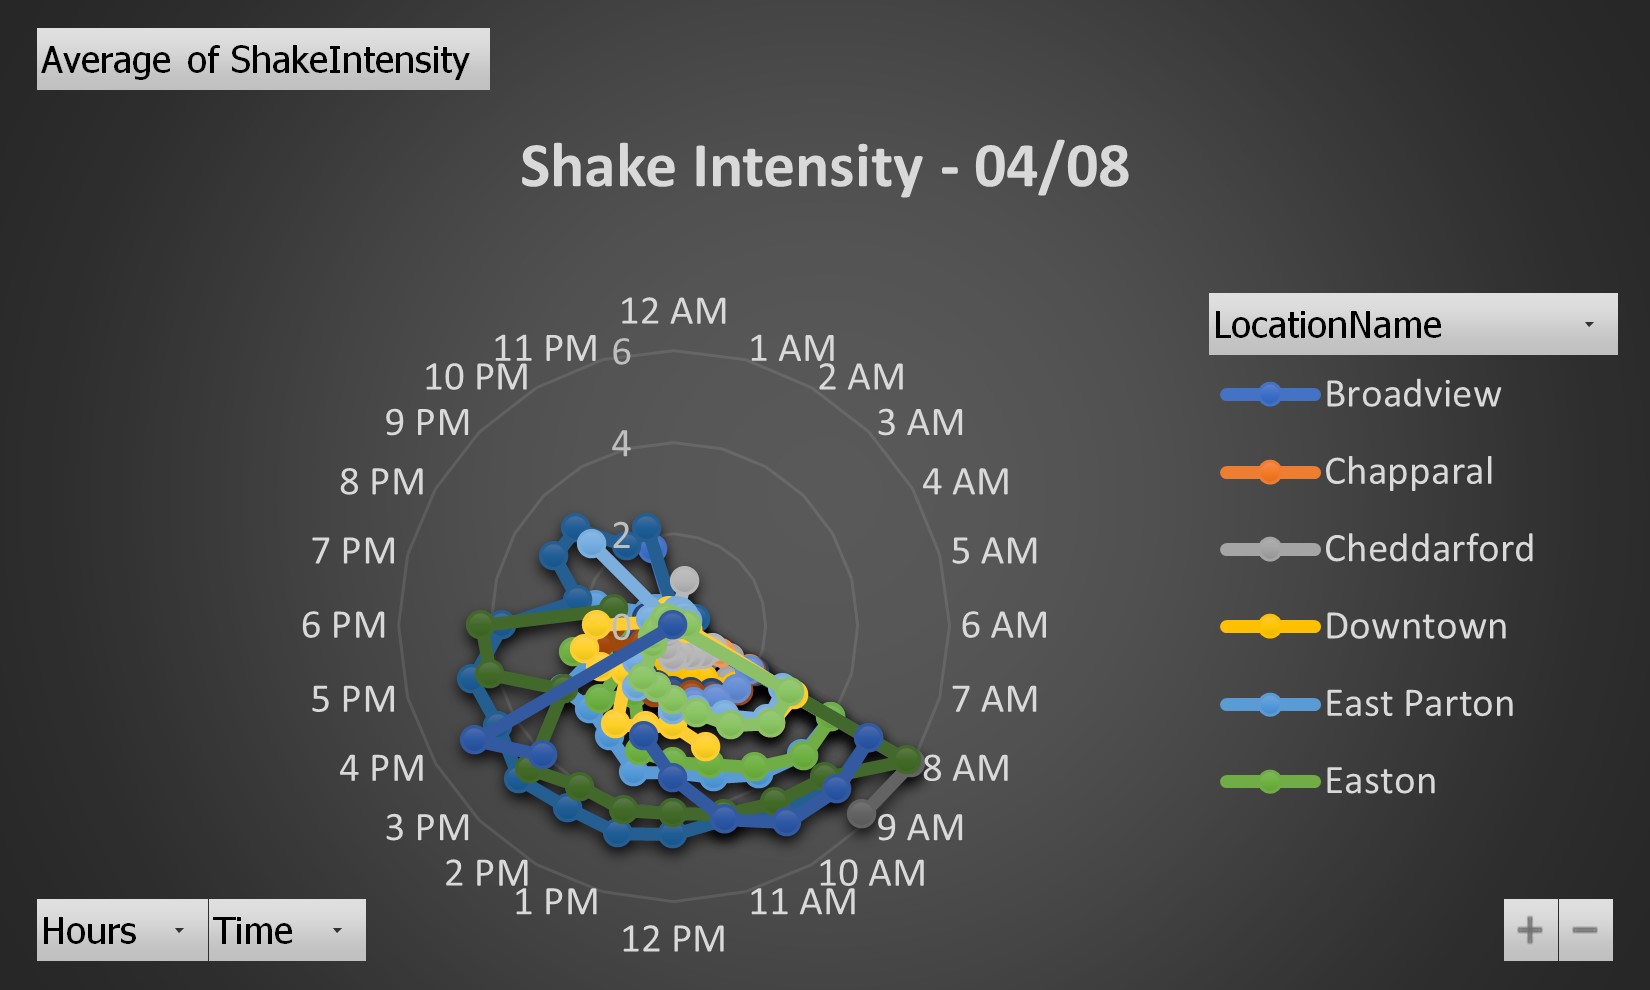 Average of ShakeIntensity
Shake Intensity - 04/08
12 AM
1 AM
2 AM
3 AM
4 AM
5 AM
6 AM
7 AM
8 AM
9 AM
10 AM
11 AM
12 PM
1 PM
2 PM
3 PM
4 PM
5 PM
6 PM
7 PM
8 PM
9 PM
10 PM
11 PM
6
4
2
0
LocationName
Broadview
Chapparal
Cheddarford
Downtown
East Parton
Easton
Hours
Time
+ −